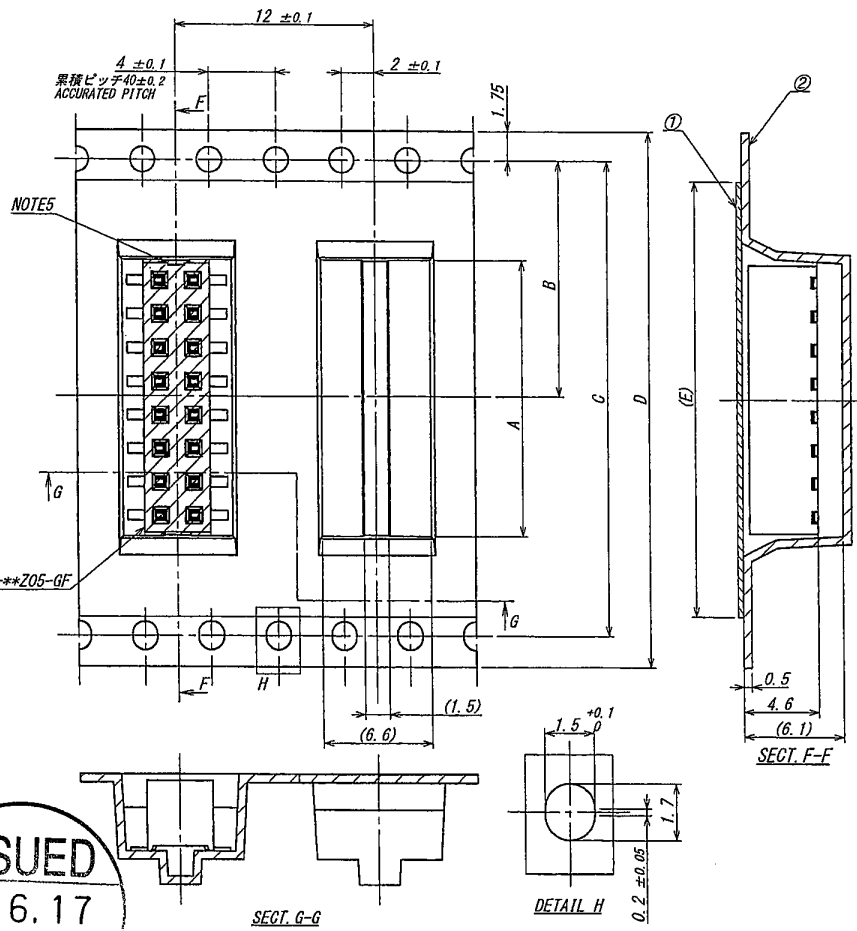 12 ±0.1
4 ±0.1
累積ピッチ40±0.2
ACCURATED PITCH
2 ±0.1
1.75
F
①
②
NOTE5
B
A
C
D
(E)
G
-**Z05-GF
G
F
H
(1.5)
(6.6)
0.5
4.6
(6.1)
SECT. F-F
1.5 +0.1 0
1.7
0.2 ±0.05
SUED
6.17
SECT. G-G
DETAIL H